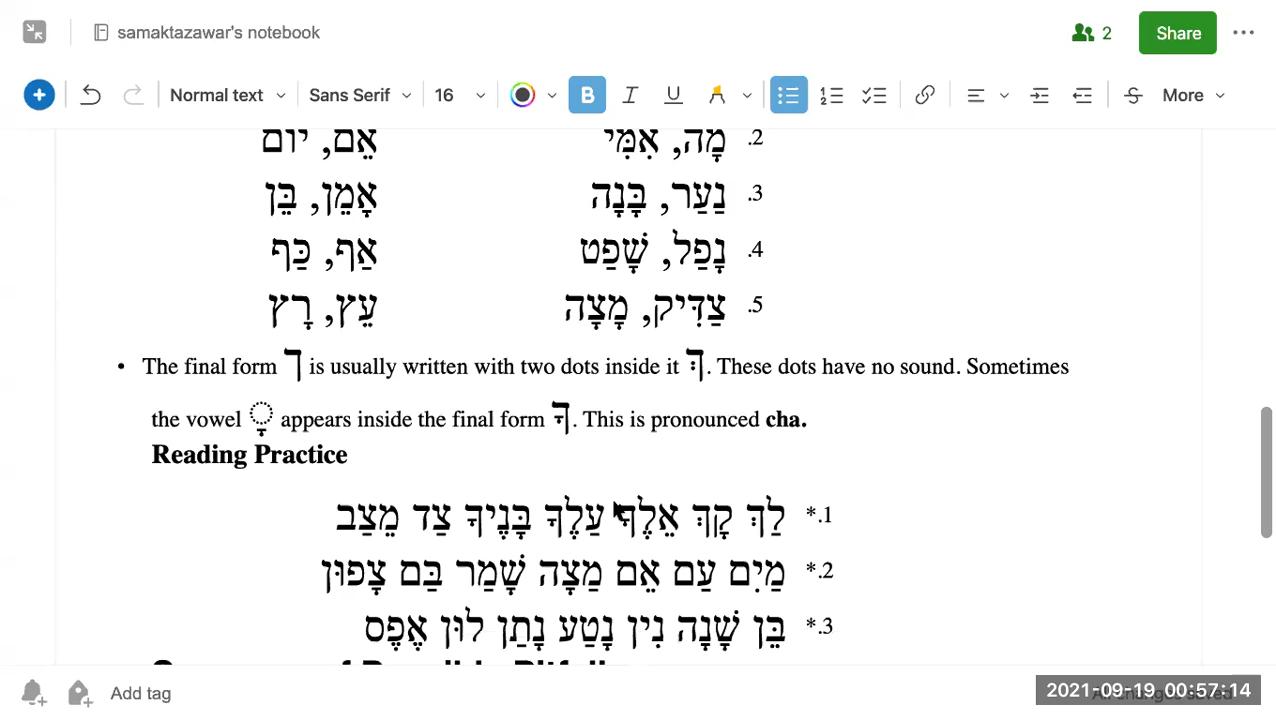 samaktazawar's notebook
2
Share
Normal text
Sans Serif
16
B
I
U
More
2. מָה, אִמִּי אֵם, יוֹם
3. נַעַר, בָּנָה אָמֵן, בֵּן
4. נָפַל, שָׁפַט אַף, כַּף
5. צַדִּיק, מָצָה עֵץ, רָץ
• The final form ך is usually written with two dots inside it ךְ. These dots have no sound. Sometimes
the vowel ◌ָ appears inside the final form ךָ. This is pronounced cha.
Reading Practice
*.1 לַךְ קָךְ אֵלֶךָ עַלֶךָ בָּנֶיךָ צַד מֵצַב
*.2 מַיִם עַם אֵם מַצָה שָׁמַר בַּם צָפוּן
*.3 בֵּן שָׁנָה נִין נָטַע נָתַן לוּן אֶפֶס
Add tag
2021-09-19 00:57:14